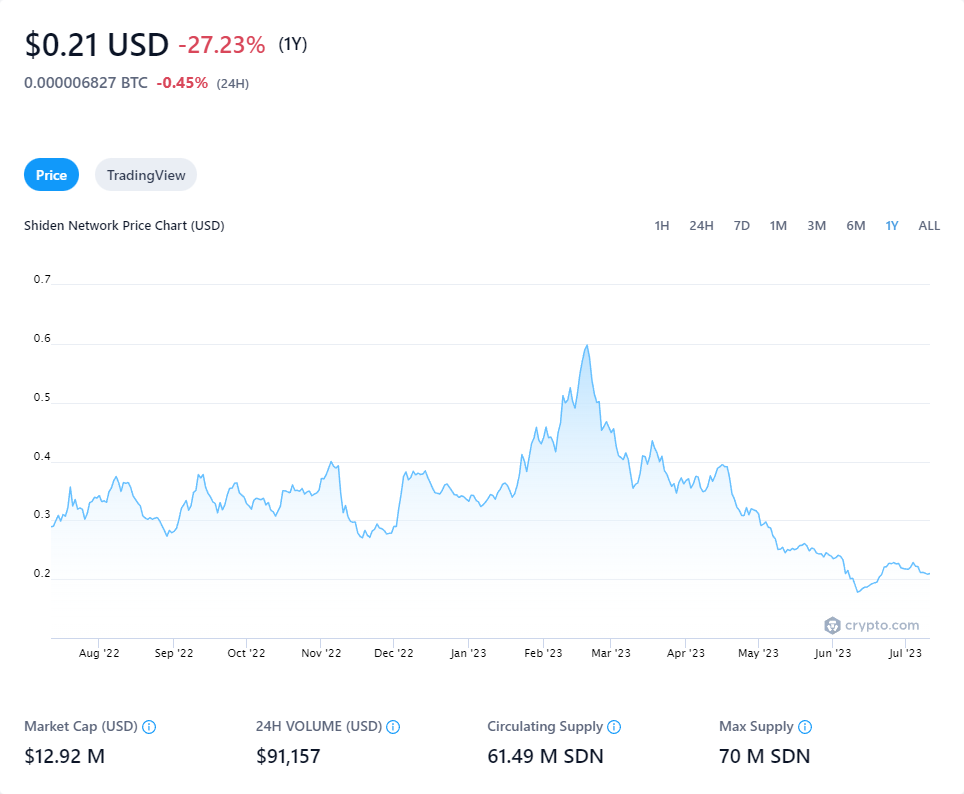 $0.21 USD -27.23% (1Y)
0.000006827 BTC -0.45% (24H)
Price TradingView
Shiden Network Price Chart (USD) 1H 24H 7D 1M 3M 6M 1Y ALL
0.7
0.6
0.5
0.4
0.3
0.2
crypto.com
Aug '22 Sep '22 Oct '22 Nov '22 Dec '22 Jan '23 Feb '23 Mar '23 Apr '23 May '23 Jun '23 Jul '23
Market Cap (USD) 24H VOLUME (USD) Circulating Supply Max Supply
$12.92 M $91,157 61.49 M SDN 70 M SDN